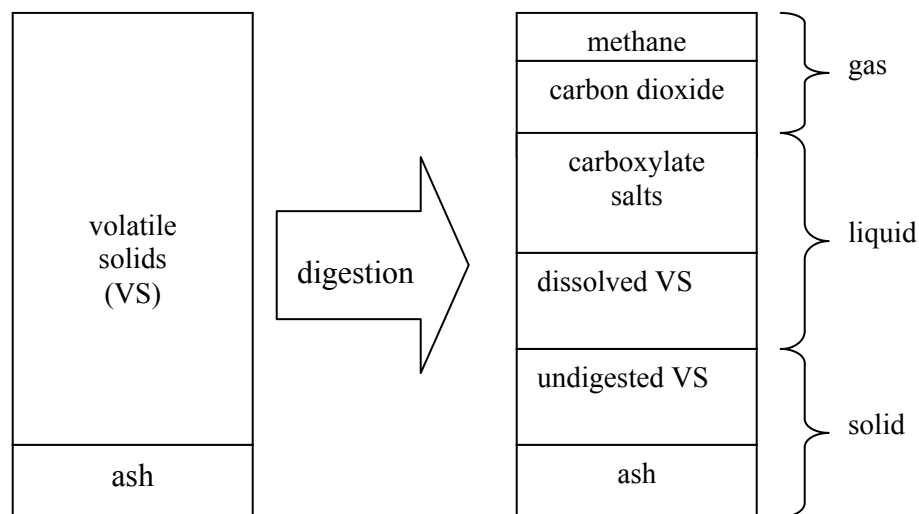 volatile
solids
(VS)
ash
digestion
methane
carbon dioxide
carboxylate
salts
dissolved VS
undigested VS
ash
gas
liquid
solid